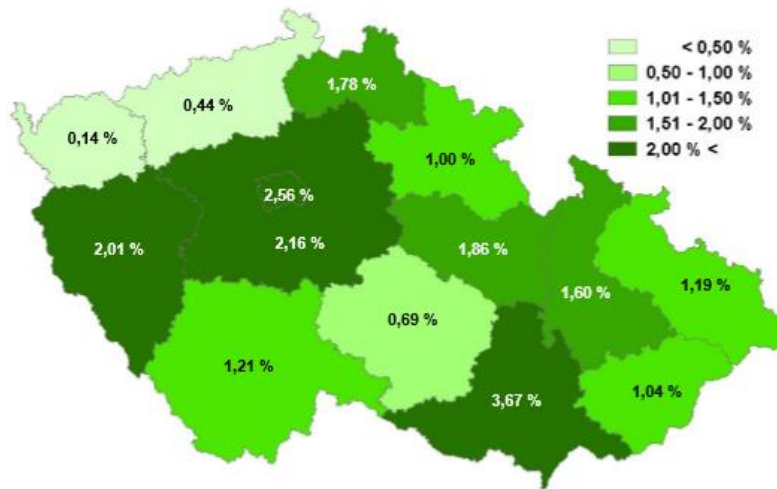 < 0,50 %
0,50 - 1,00 %
1,01 - 1,50 %
1,51 - 2,00 %
2,00 % <
1,78 %
0,44 %
0,14 %
1,00 %
2,56 %
2,01 %
2,16 %
1,86 %
1,60 %
1,19 %
0,69 %
1,21 %
3,67 %
1,04 %